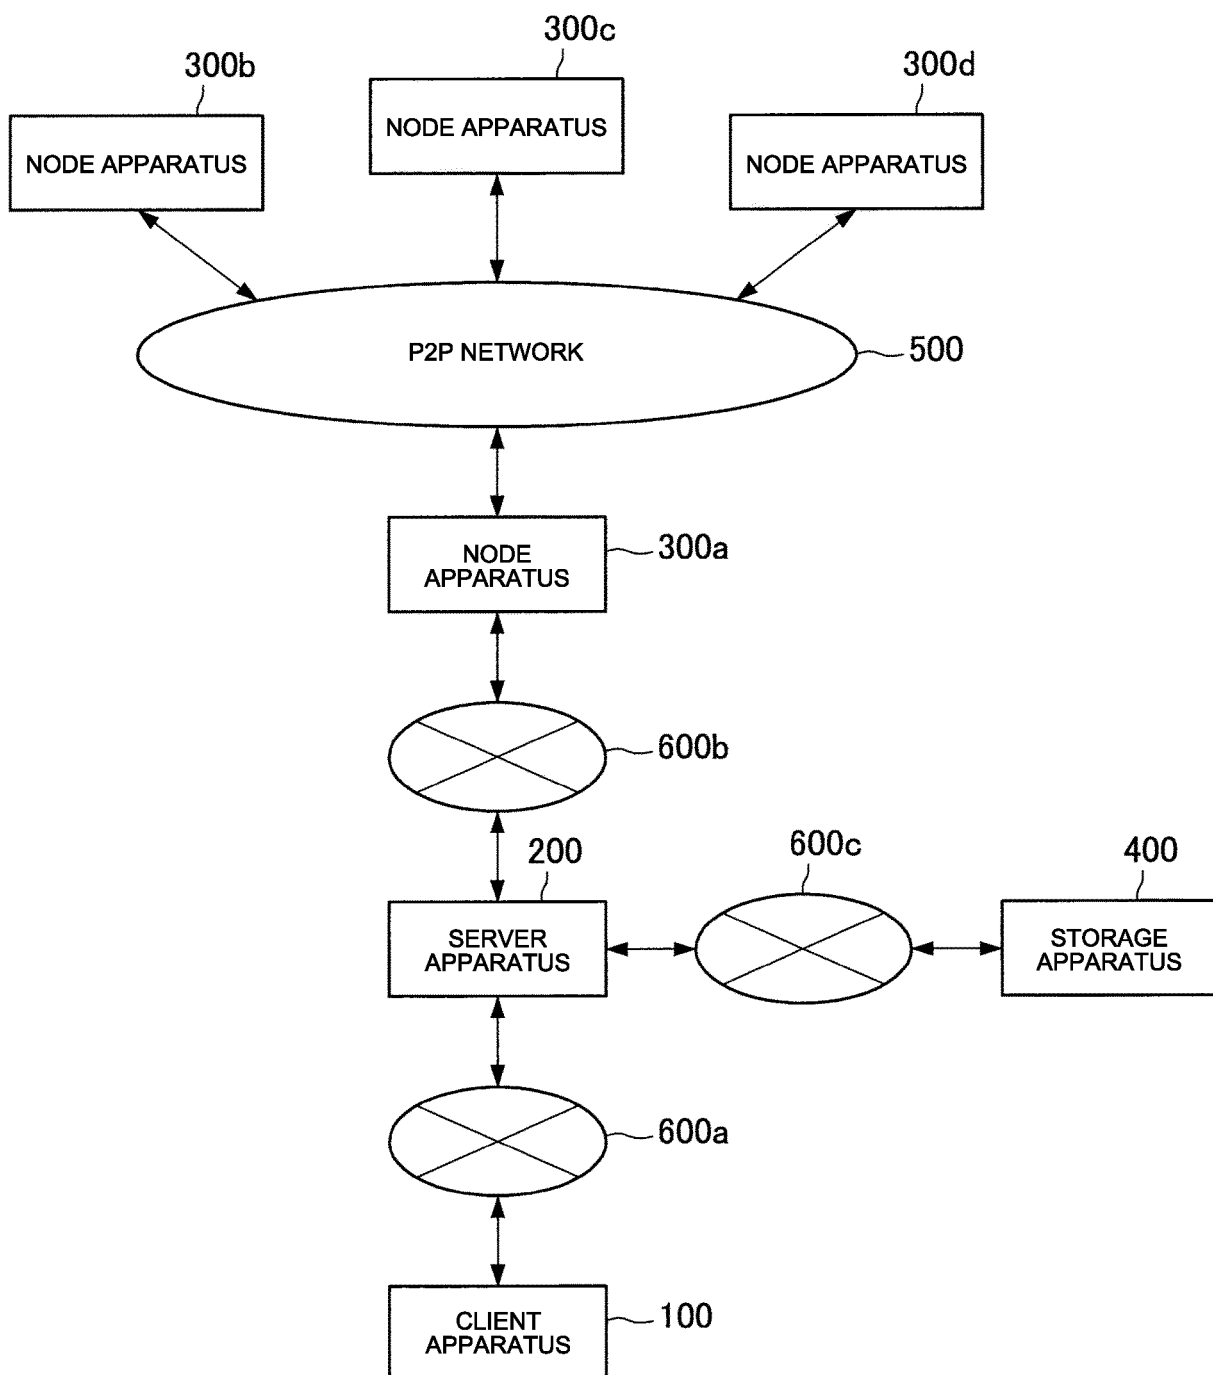 300c
300b
300d
NODE APPARATUS
NODE APPARATUS
NODE APPARATUS
P2P NETWORK
500
NODE
APPARATUS
300a
600b
200
600c
400
SERVER
APPARATUS
STORAGE
APPARATUS
600a
CLIENT
APPARATUS
100